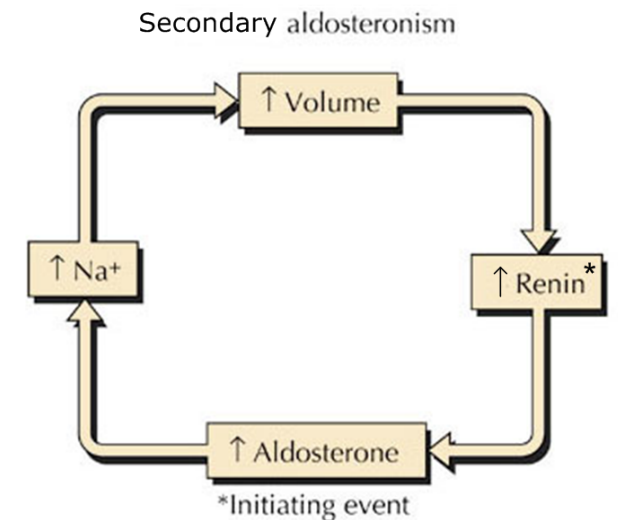 Secondary aldosteronism
↑ Volume
↑ Na+
↑ Renin*
↑ Aldosterone
*Initiating event